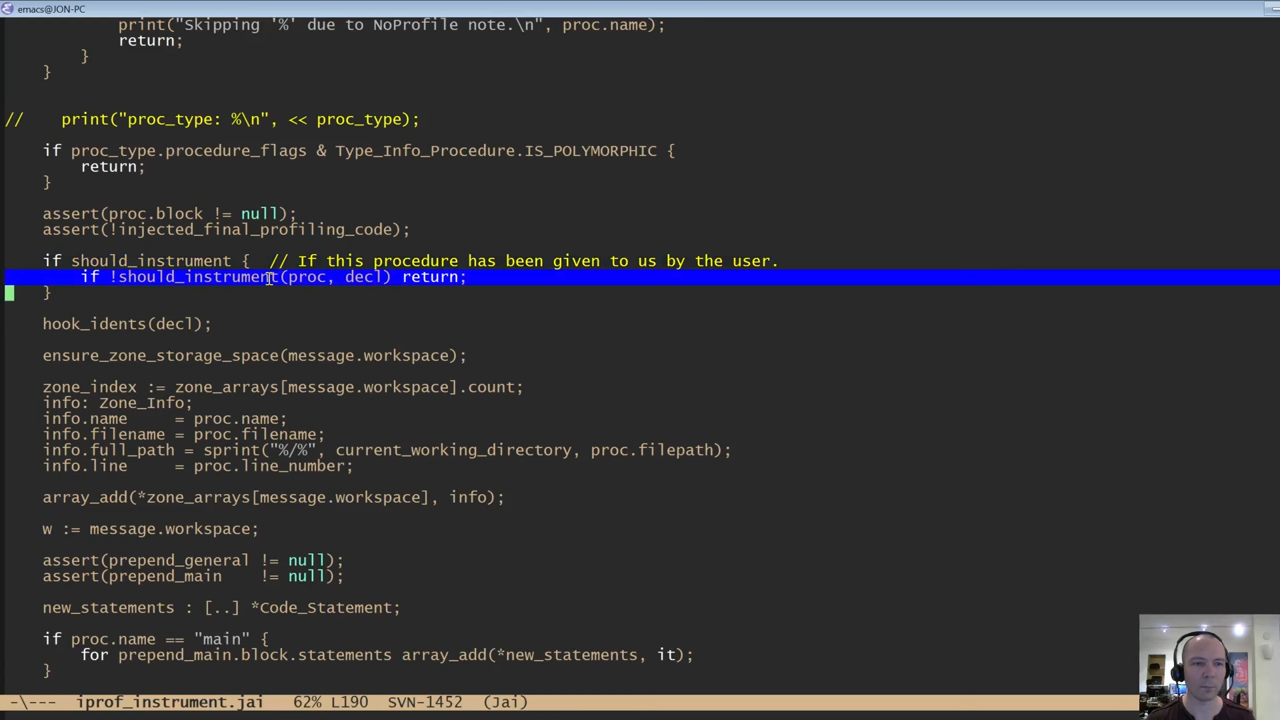 emacs@JON-PC
print("Skipping '%' due to NoProfile note.\n", proc.name);
return;
}
}
//    print("proc_type: %\n", << proc_type);
if proc_type.procedure_flags & Type_Info_Procedure.IS_POLYMORPHIC {
return;
}
assert(proc.block != null);
assert(!injected_final_profiling_code);
if should_instrument {  // If this procedure has been given to us by the user.
if !should_instrument(proc, decl) return;
}
hook_idents(decl);
ensure_zone_storage_space(message.workspace);
zone_index := zone_arrays[message.workspace].count;
info: Zone_Info;
info.name      = proc.name;
info.filename = proc.filename;
info.full_path = sprint("%/%", current_working_directory, proc.filepath);
info.line      = proc.line_number;
array_add(*zone_arrays[message.workspace], info);
w := message.workspace;
assert(prepend_general != null);
assert(prepend_main    != null);
new_statements : [..] *Code_Statement;
if proc.name == "main" {
for prepend_main.block.statements array_add(*new_statements, it);
}
-\---  iprof_instrument.jai   62% L190  SVN-1452  (Jai)